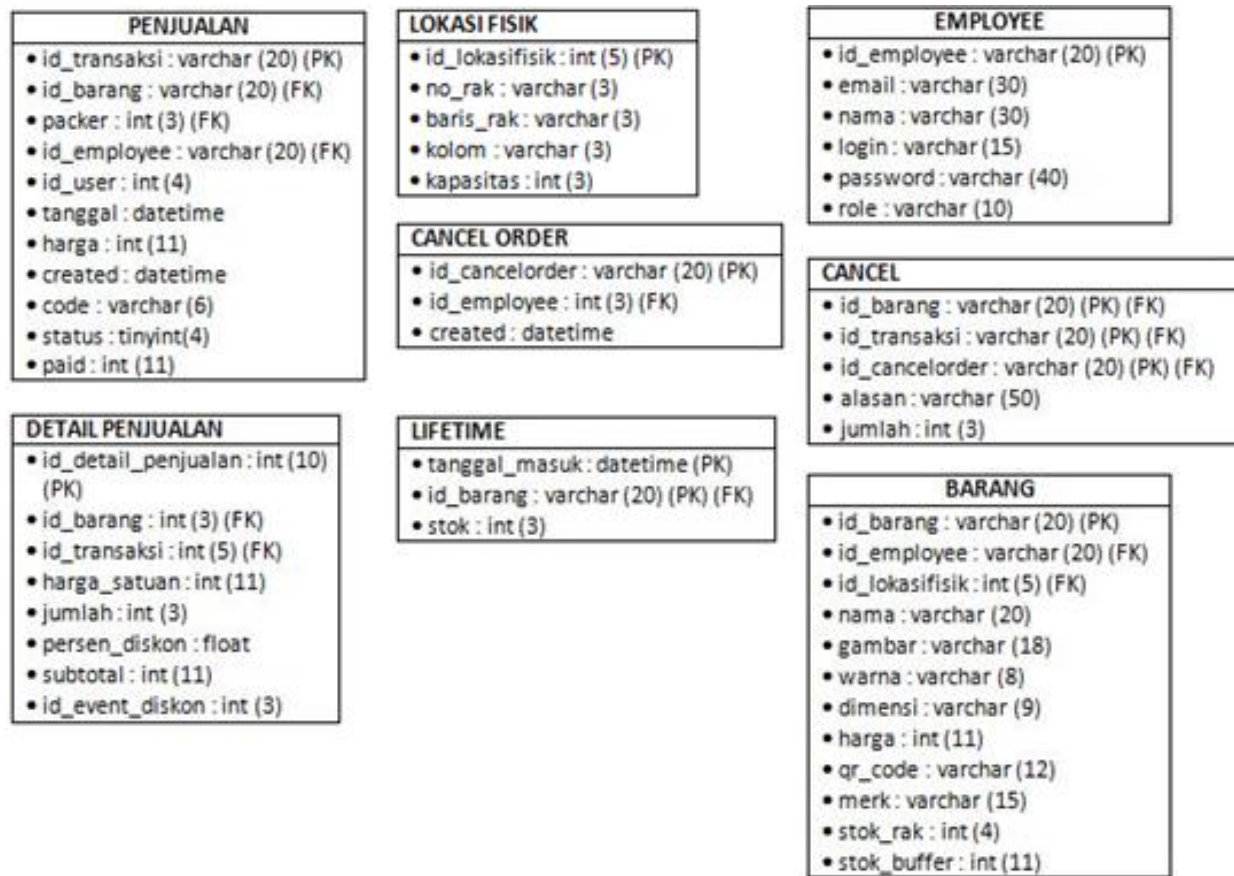 PENJUALAN
• id_transaksi : varchar (20) (PK)
• id_barang : varchar (20) (FK)
• packer : int (3) (FK)
• id_employee : varchar (20) (FK)
• id_user : int (4)
• tanggal : datetime
• harga : int (11)
• created : datetime
• code : varchar (6)
• status : tinyint(4)
• paid : int (11)
DETAIL PENJUALAN
• id_detail_penjualan : int (10)
(PK)
• id_barang : int (3) (FK)
• id_transaksi : int (5) (FK)
• harga_satuan : int (11)
• jumlah : int (3)
• persen_diskon : float
• subtotal : int (11)
• id_event_diskon : int (3)
LOKASI FISIK
• id_lokasifisik : int (5) (PK)
• no_rak : varchar (3)
• baris_rak : varchar (3)
• kolom : varchar (3)
• kapasitas : int (3)
CANCEL ORDER
• id_cancelorder : varchar (20) (PK)
• id_employee : int (3) (FK)
• created : datetime
LIFETIME
• tanggal_masuk : datetime (PK)
• id_barang : varchar (20) (PK) (FK)
• stok : int (3)
EMPLOYEE
• id_employee : varchar (20) (PK)
• email : varchar (30)
• nama : varchar (30)
• login : varchar (15)
• password : varchar (40)
• role : varchar (10)
CANCEL
• id_barang : varchar (20) (PK) (FK)
• id_transaksi : varchar (20) (PK) (FK)
• id_cancelorder : varchar (20) (PK) (FK)
• alasan : varchar (50)
• jumlah : int (3)
BARANG
• id_barang : varchar (20) (PK)
• id_employee : varchar (20) (FK)
• id_lokasifisik : int (5) (FK)
• nama : varchar (20)
• gambar : varchar (18)
• warna : varchar (8)
• dimensi : varchar (9)
• harga : int (11)
• qr_code : varchar (12)
• merk : varchar (15)
• stok_rak : int (4)
• stok_buffer : int (11)